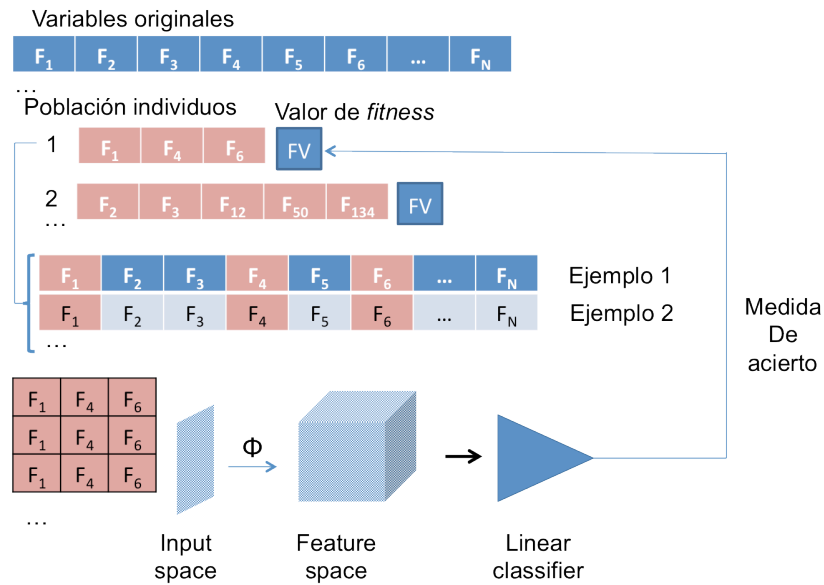 Variables originales
F1 F2 F3 F4 F5 F6 ... FN
...
Población individuos
Valor de fitness
1 F1 F4 F6 FV
2 F2 F3 F12 F50 F134 FV
...
F1 F2 F3 F4 F5 F6 ... FN Ejemplo 1
F1 F2 F3 F4 F5 F6 ... FN Ejemplo 2
...
Medida
De
acierto
F1 F4 F6
F1 F4 F6
F1 F4 F6
...
Φ
Input
space
Feature
space
Linear
classifier